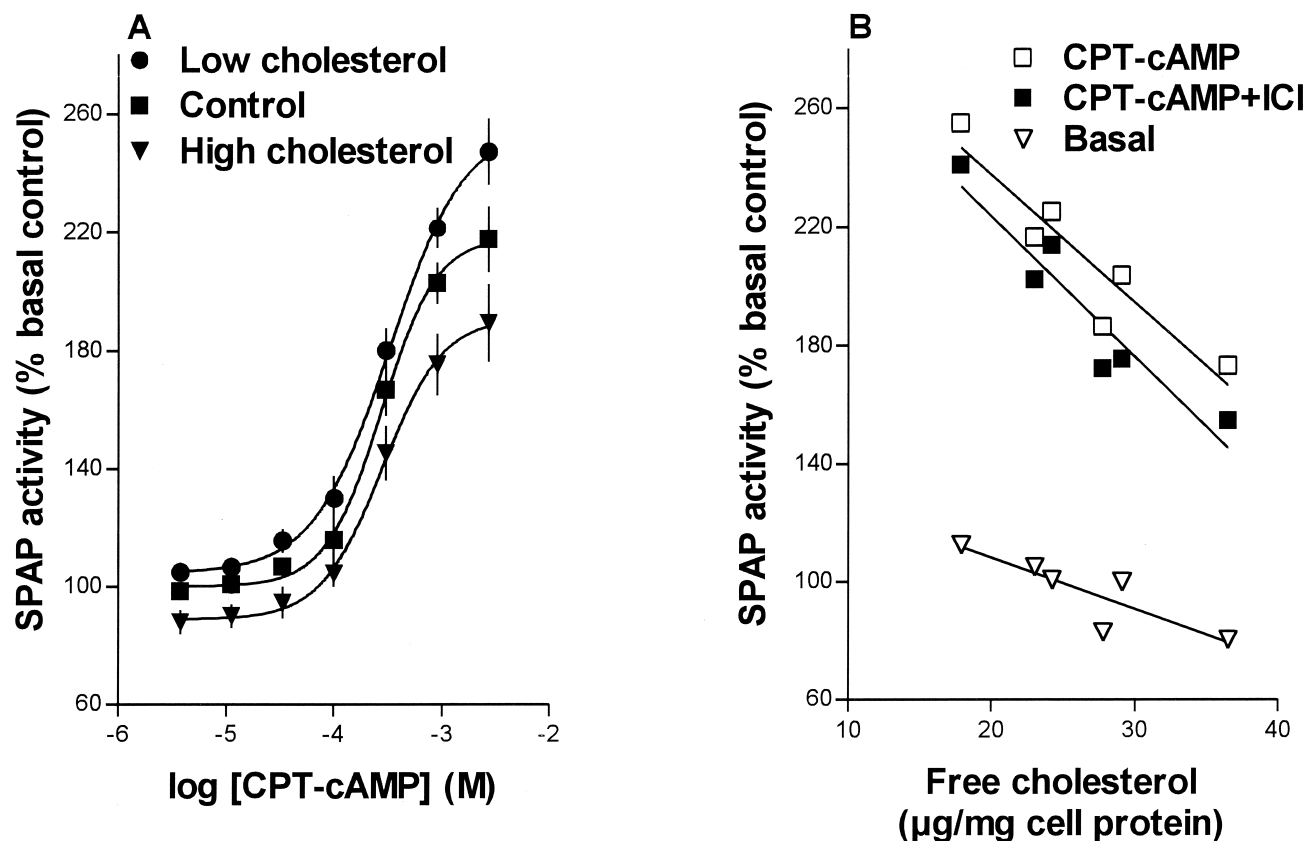 A
Low cholesterol
Control
High cholesterol
SPAP activity (% basal control)
260
220
180
140
100
60
-6 -5 -4 -3 -2
log [CPT-cAMP] (M)
B
CPT-cAMP
CPT-cAMP+ICI
Basal
SPAP activity (% basal control)
260
220
180
140
100
60
10 20 30 40
Free cholesterol
(µg/mg cell protein)